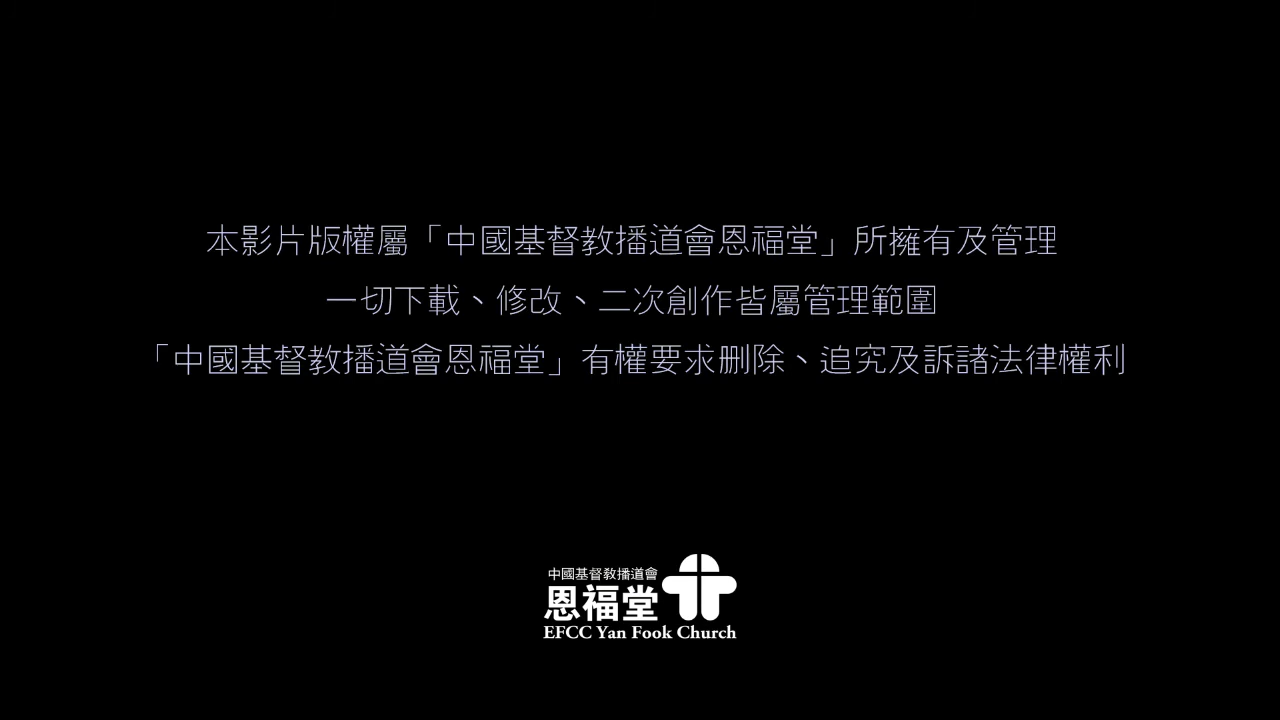 本影片版權屬「中國基督教播道會恩福堂」所擁有及管理
一切下載、修改、二次創作皆屬管理範圍
「中國基督教播道會恩福堂」有權要求刪除、追究及訴諸法律權利
中國基督教播道會
恩福堂
EFCC Yan Fook Church